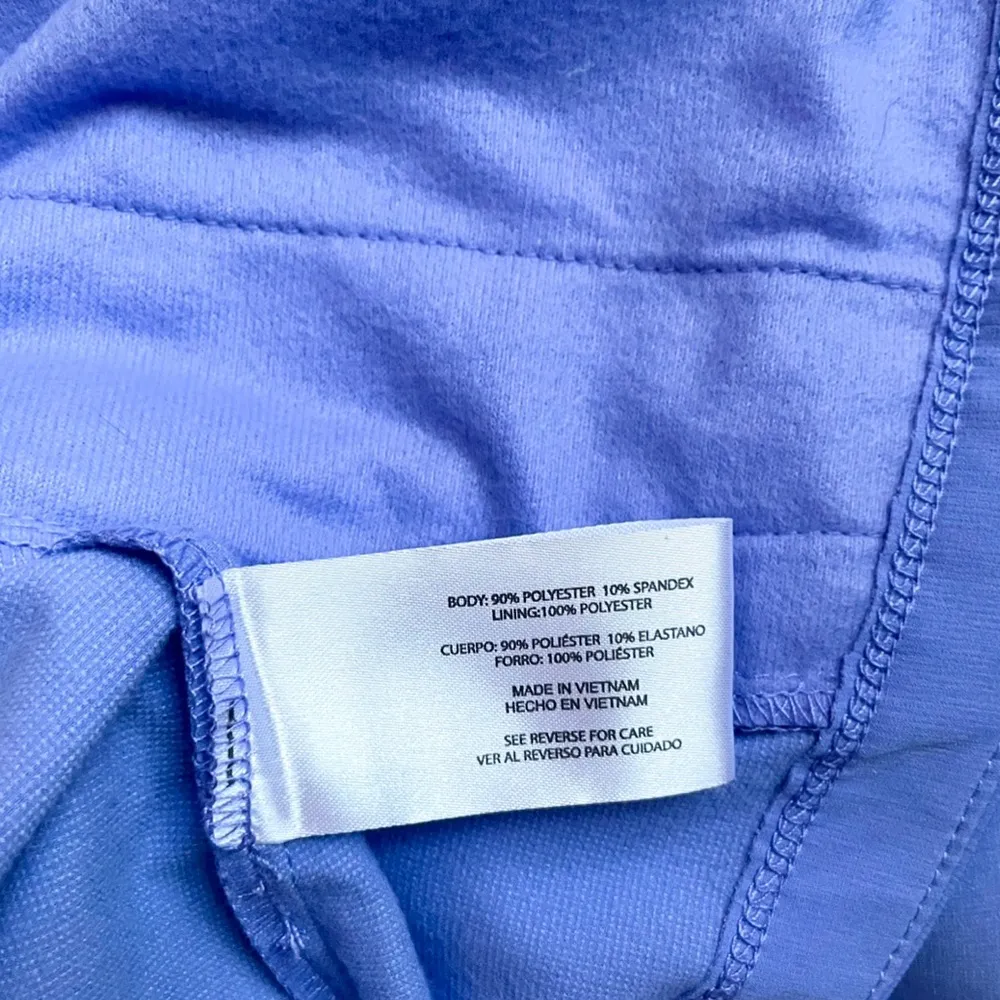 BODY: 90% POLYESTER 10% SPANDEX
LINING:100% POLYESTER
CUERPO: 90% POLIÉSTER 10% ELASTANO
FORRO: 100% POLIÉSTER
MADE IN VIETNAM
HECHO EN VIETNAM
SEE REVERSE FOR CARE
VER AL REVERSO PARA CUIDADO